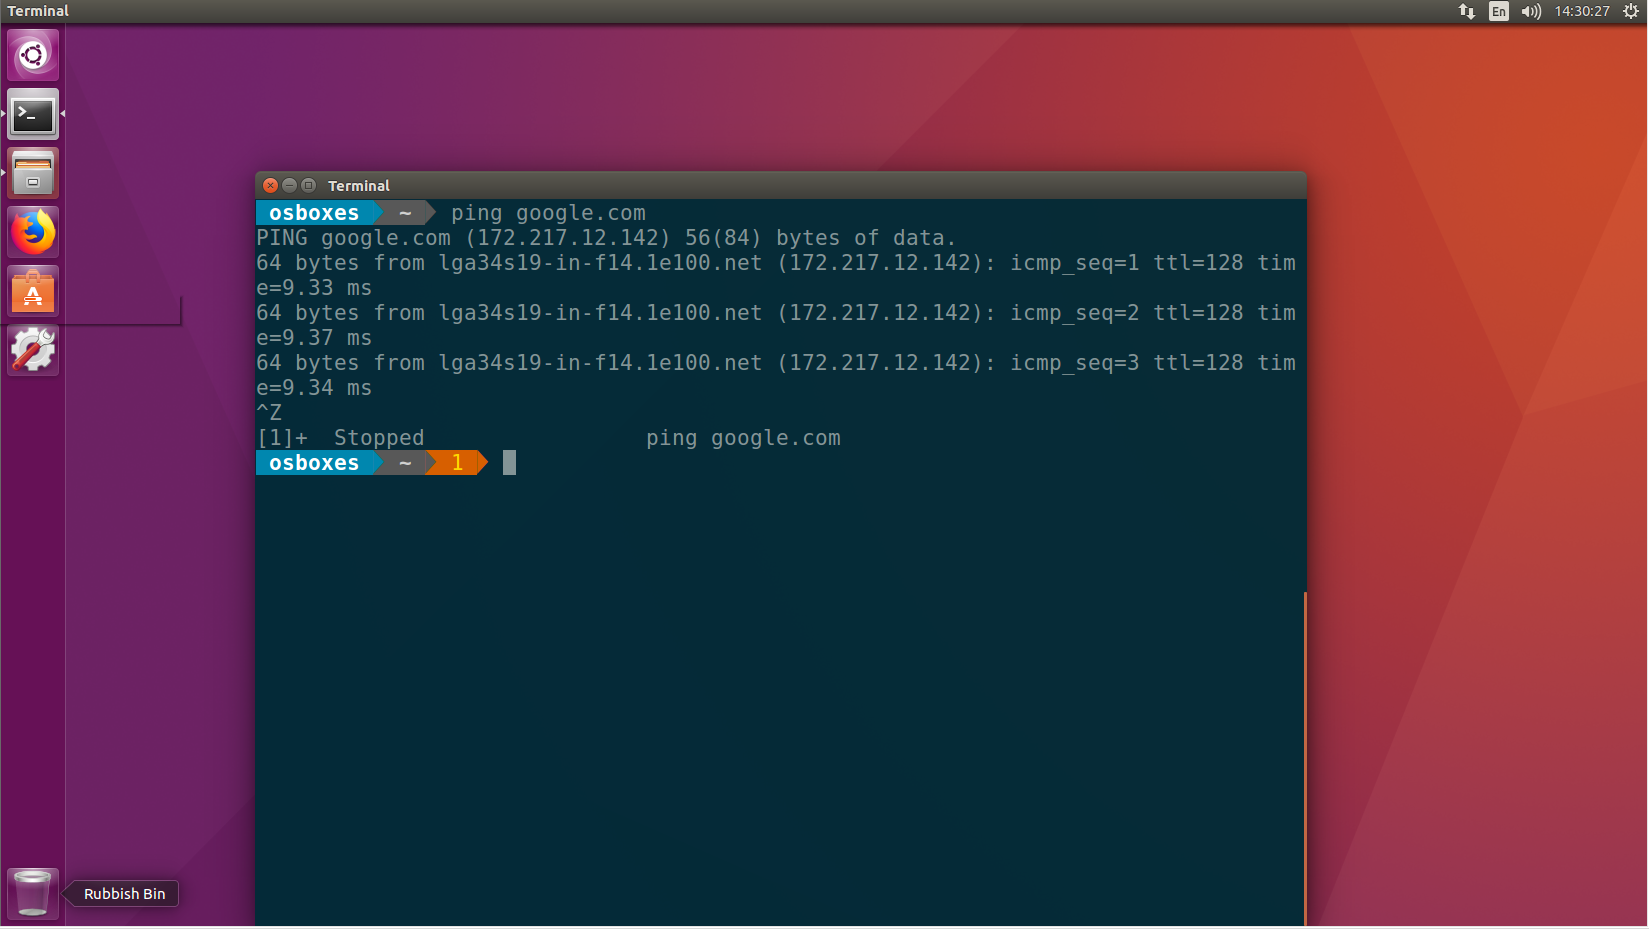 Terminal
En
14:30:27
Terminal
osboxes ~ ping google.com
PING google.com (172.217.12.142) 56(84) bytes of data.
64 bytes from lga34s19-in-f14.1e100.net (172.217.12.142): icmp_seq=1 ttl=128 tim
e=9.33 ms
64 bytes from lga34s19-in-f14.1e100.net (172.217.12.142): icmp_seq=2 ttl=128 tim
e=9.37 ms
64 bytes from lga34s19-in-f14.1e100.net (172.217.12.142): icmp_seq=3 ttl=128 tim
e=9.34 ms
^Z
[1]+  Stopped                 ping google.com
osboxes ~ 1
Rubbish Bin